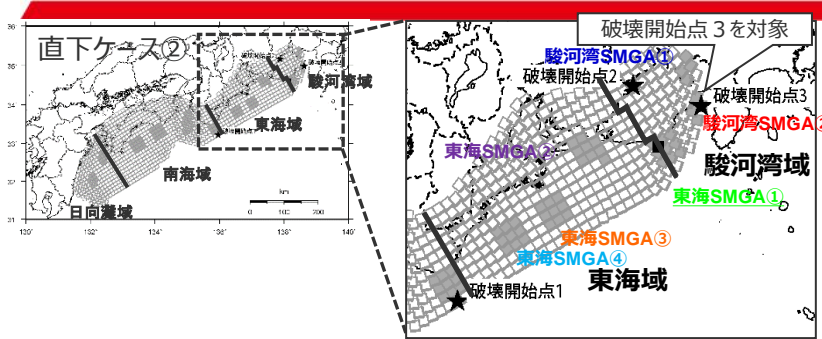 直下ケース②
破壊開始点３を対象
駿河湾SMGA①
破壊開始点2
破壊開始点3
駿河湾SMGA②
東海SMGA②
駿河湾域
東海SMGA①
東海SMGA③
東海SMGA④
東海域
破壊開始点1
駿河湾域
東海域
南海域
日向灘域
km
0 100 200
36
35
34
33
32
31
132°
134°
136°
138°
140°